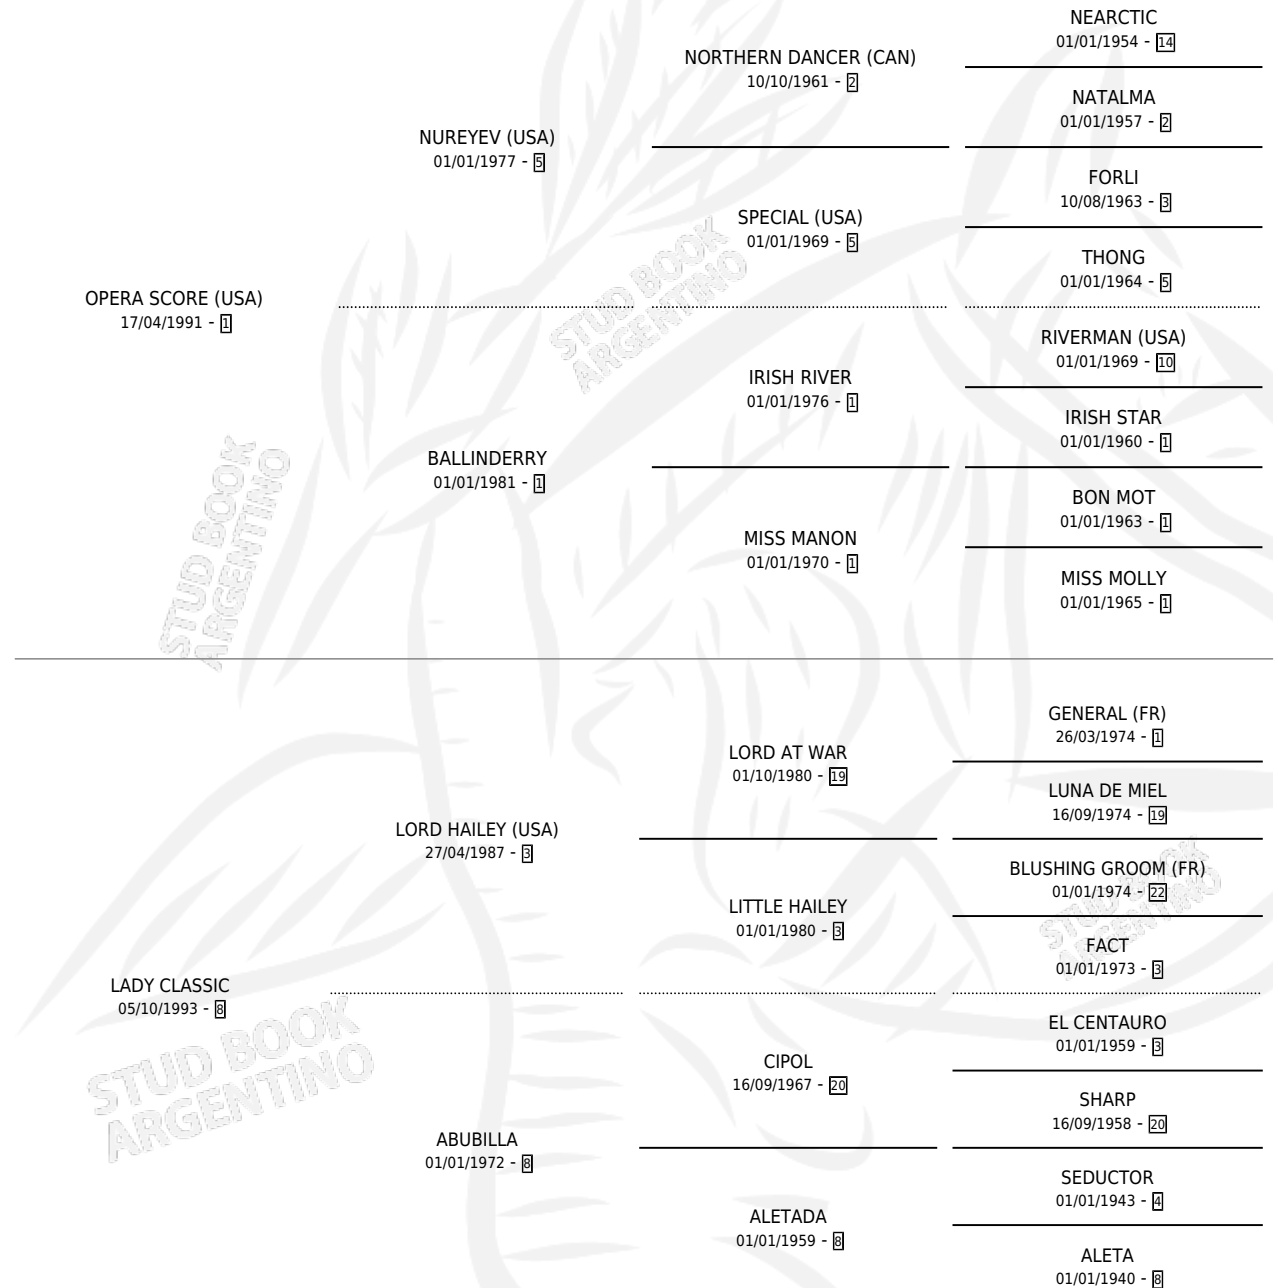 NEARCTIC
01/01/1954 - 14
NORTHERN DANCER (CAN)
10/10/1961 - 2
NATALMA
01/01/1957 - 2
NUREYEV (USA)
01/01/1977 - 5
FORLI
10/08/1963 - 3
SPECIAL (USA)
01/01/1969 - 5
THONG
01/01/1964 - 5
OPERA SCORE (USA)
17/04/1991 - 1
RIVERMAN (USA)
01/01/1969 - 10
IRISH RIVER
01/01/1976 - 1
IRISH STAR
01/01/1960 - 1
BALLINDERRY
01/01/1981 - 1
BON MOT
01/01/1963 - 1
MISS MANON
01/01/1970 - 1
MISS MOLLY
01/01/1965 - 1
GENERAL (FR)
26/03/1974 - 1
LORD AT WAR
01/10/1980 - 19
LUNA DE MIEL
16/09/1974 - 19
LORD HAILEY (USA)
27/04/1987 - 3
BLUSHING GROOM (FR)
01/01/1974 - 22
LITTLE HAILEY
01/01/1980 - 3
FACT
01/01/1973 - 3
LADY CLASSIC
05/10/1993 - 8
EL CENTAURO
01/01/1959 - 3
CIPOL
16/09/1967 - 20
SHARP
16/09/1958 - 20
ABUBILLA
01/01/1972 - 8
SEDUCTOR
01/01/1943 - 4
ALETADA
01/01/1959 - 8
ALETA
01/01/1940 - 8
STUD BOOK
ARGENTINO
STUD BOOK
ARGENTINO
STUD BOOK
ARGENTINO
STUD BOOK
ARGENTINO